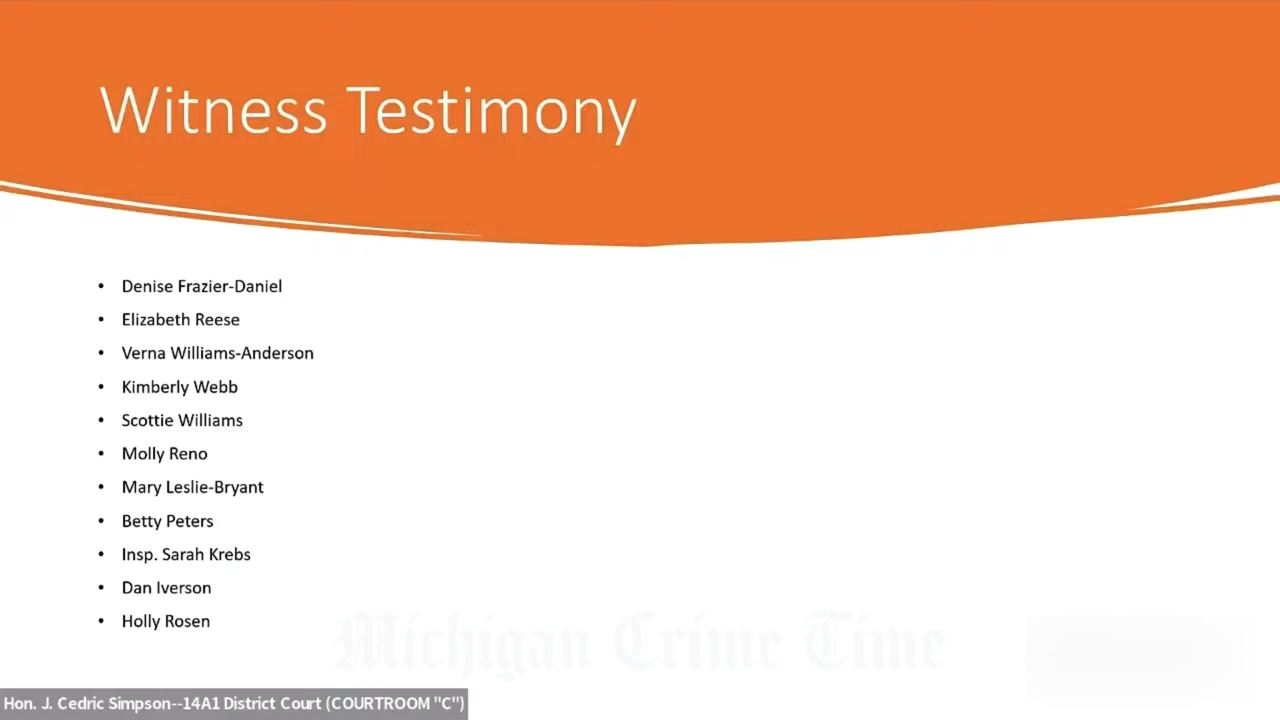 Witness Testimony
• Denise Frazier-Daniel
• Elizabeth Reese
• Verna Williams-Anderson
• Kimberly Webb
• Scottie Williams
• Molly Reno
• Mary Leslie-Bryant
• Betty Peters
• Insp. Sarah Krebs
• Dan Iverson
• Holly Rosen
Michigan Crime Time
Hon. J. Cedric Simpson--14A1 District Court (COURTROOM "C")